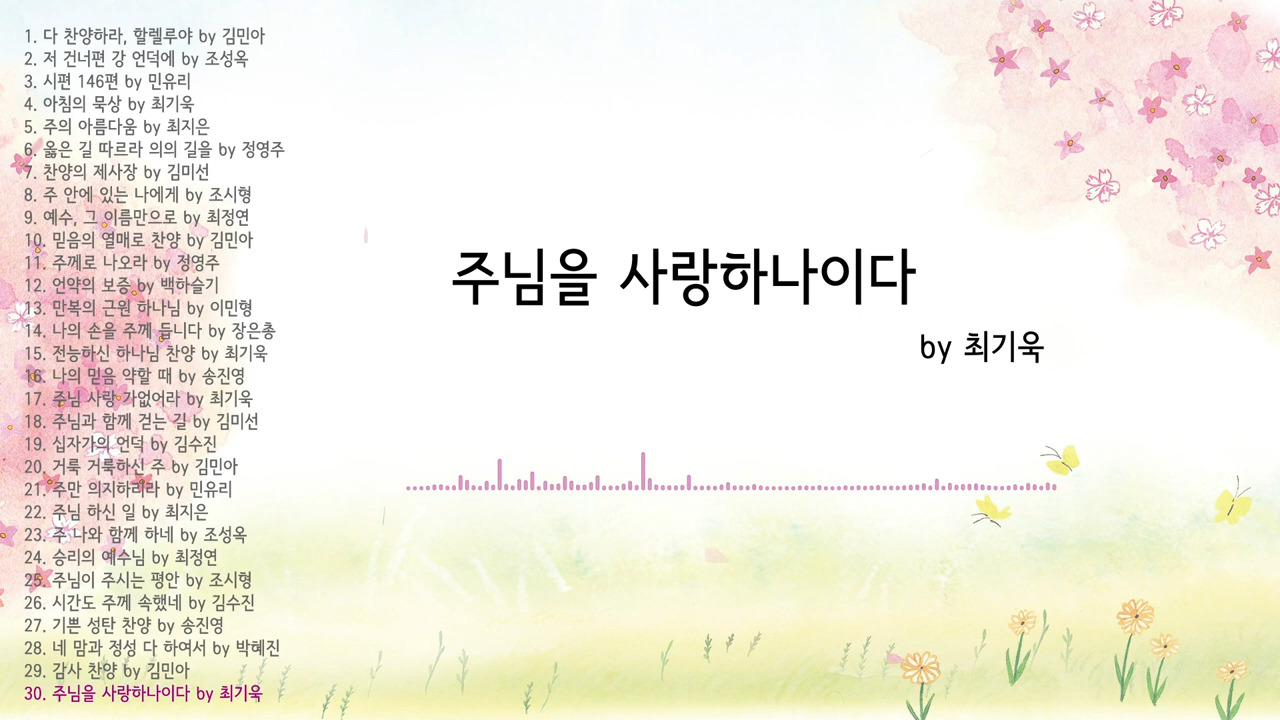 1. 다 찬양하라, 할렐루야 by 김민아
2. 저 건너편 강 언덕에 by 조성옥
3. 시편 146편 by 민유리
4. 아침의 묵상 by 최기욱
5. 주의 아름다움 by 최지은
6. 옳은 길 따르라 의의 길을 by 정영주
7. 찬양의 제사장 by 김미선
8. 주 안에 있는 나에게 by 조시형
9. 예수, 그 이름만으로 by 최정연
10. 믿음의 열매로 찬양 by 김민아
11. 주께로 나오라 by 정영주
12. 언약의 보증 by 백하슬기
13. 만복의 근원 하나님 by 이민형
14. 나의 손을 주께 듭니다 by 장은총
15. 전능하신 하나님 찬양 by 최기욱
16. 나의 믿음 약할 때 by 송진영
17. 주님 사랑 가없어라 by 최기욱
18. 주님과 함께 걷는 길 by 김미선
19. 십자가의 언덕 by 김수진
20. 거룩 거룩하신 주 by 김민아
21. 주만 의지하리라 by 민유리
22. 주님 하신 일 by 최지은
23. 주 나와 함께 하네 by 조성옥
24. 승리의 예수님 by 최정연
25. 주님이 주시는 평안 by 조시형
26. 시간도 주께 속했네 by 김수진
27. 기쁜 성탄 찬양 by 송진영
28. 네 맘과 정성 다 하여서 by 박혜진
29. 감사 찬양 by 김민아
30. 주님을 사랑하나이다 by 최기욱
주님을 사랑하나이다
by 최기욱